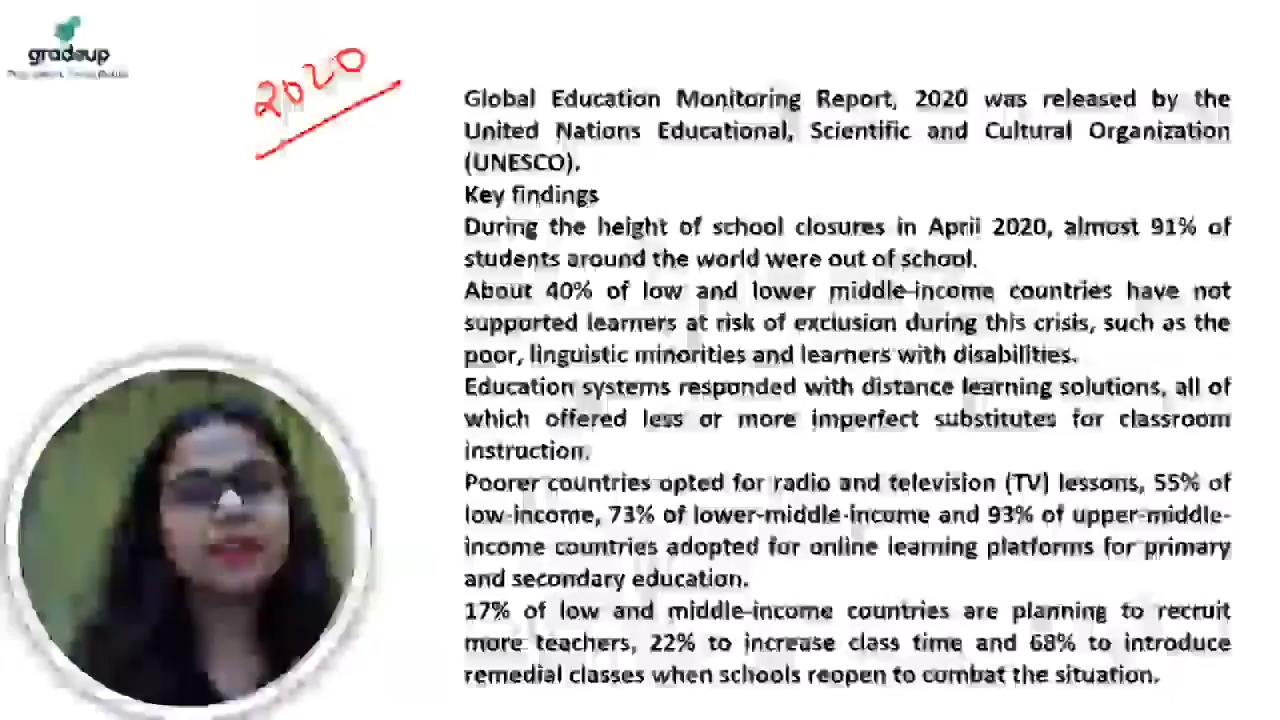 gradeup
2020
Global Education Monitoring Report, 2020 was released by the
United Nations Educational, Scientific and Cultural Organization
(UNESCO).
Key findings
During the height of school closures in April 2020, almost 91% of
students around the world were out of school.
About 40% of low and lower middle-income countries have not
supported learners at risk of exclusion during this crisis, such as the
poor, linguistic minorities and learners with disabilities.
Education systems responded with distance learning solutions, all of
which offered less or more imperfect substitutes for classroom
instruction.
Poorer countries opted for radio and television (TV) lessons, 55% of
low-income, 73% of lower-middle-income and 93% of upper-middle-
income countries adopted for online learning platforms for primary
and secondary education.
17% of low and middle-income countries are planning to recruit
more teachers, 22% to increase class time and 68% to introduce
remedial classes when schools reopen to combat the situation.